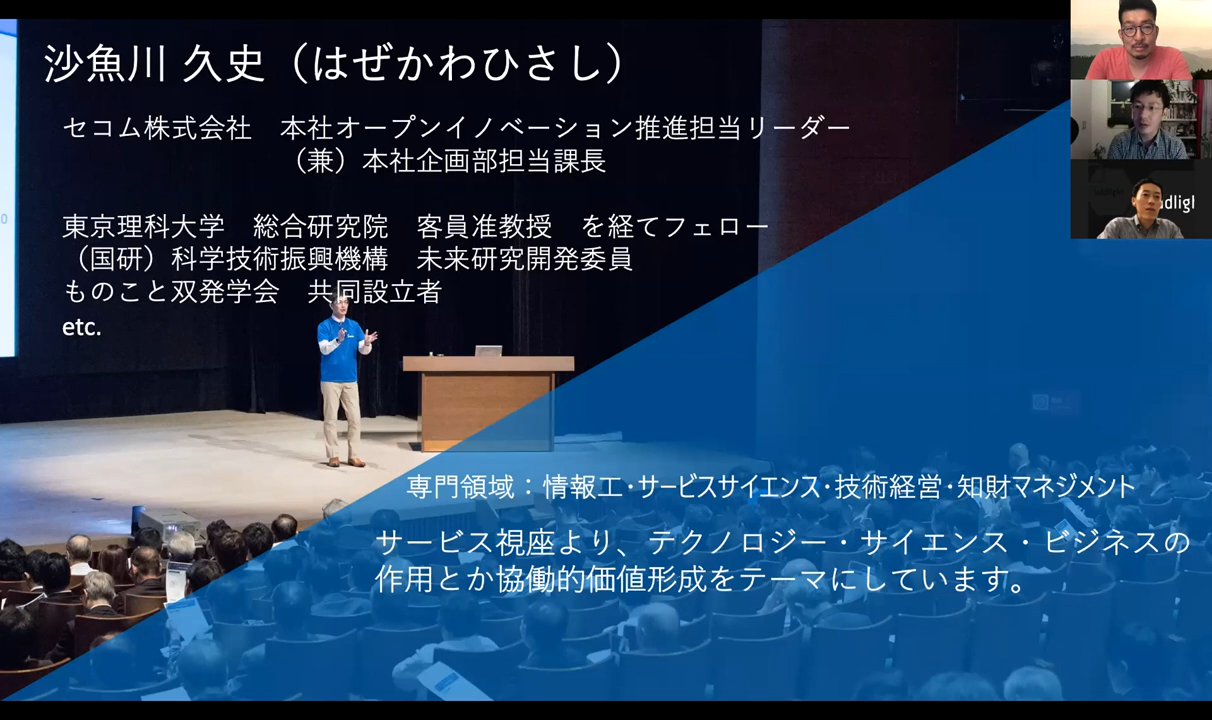 沙魚川 久史（はぜかわひさし）
セコム株式会社　本社オープンイノベーション推進担当リーダー
（兼）本社企画部担当課長
東京理科大学　総合研究院　客員准教授　を経てフェロー
（国研）科学技術振興機構　未来研究開発委員
ものこと双発学会　共同設立者
etc.
専門領域：情報工･サービスサイエンス･技術経営･知財マネジメント
サービス視座より、テクノロジー・サイエンス・ビジネスの
作用とか協働的価値形成をテーマにしています。